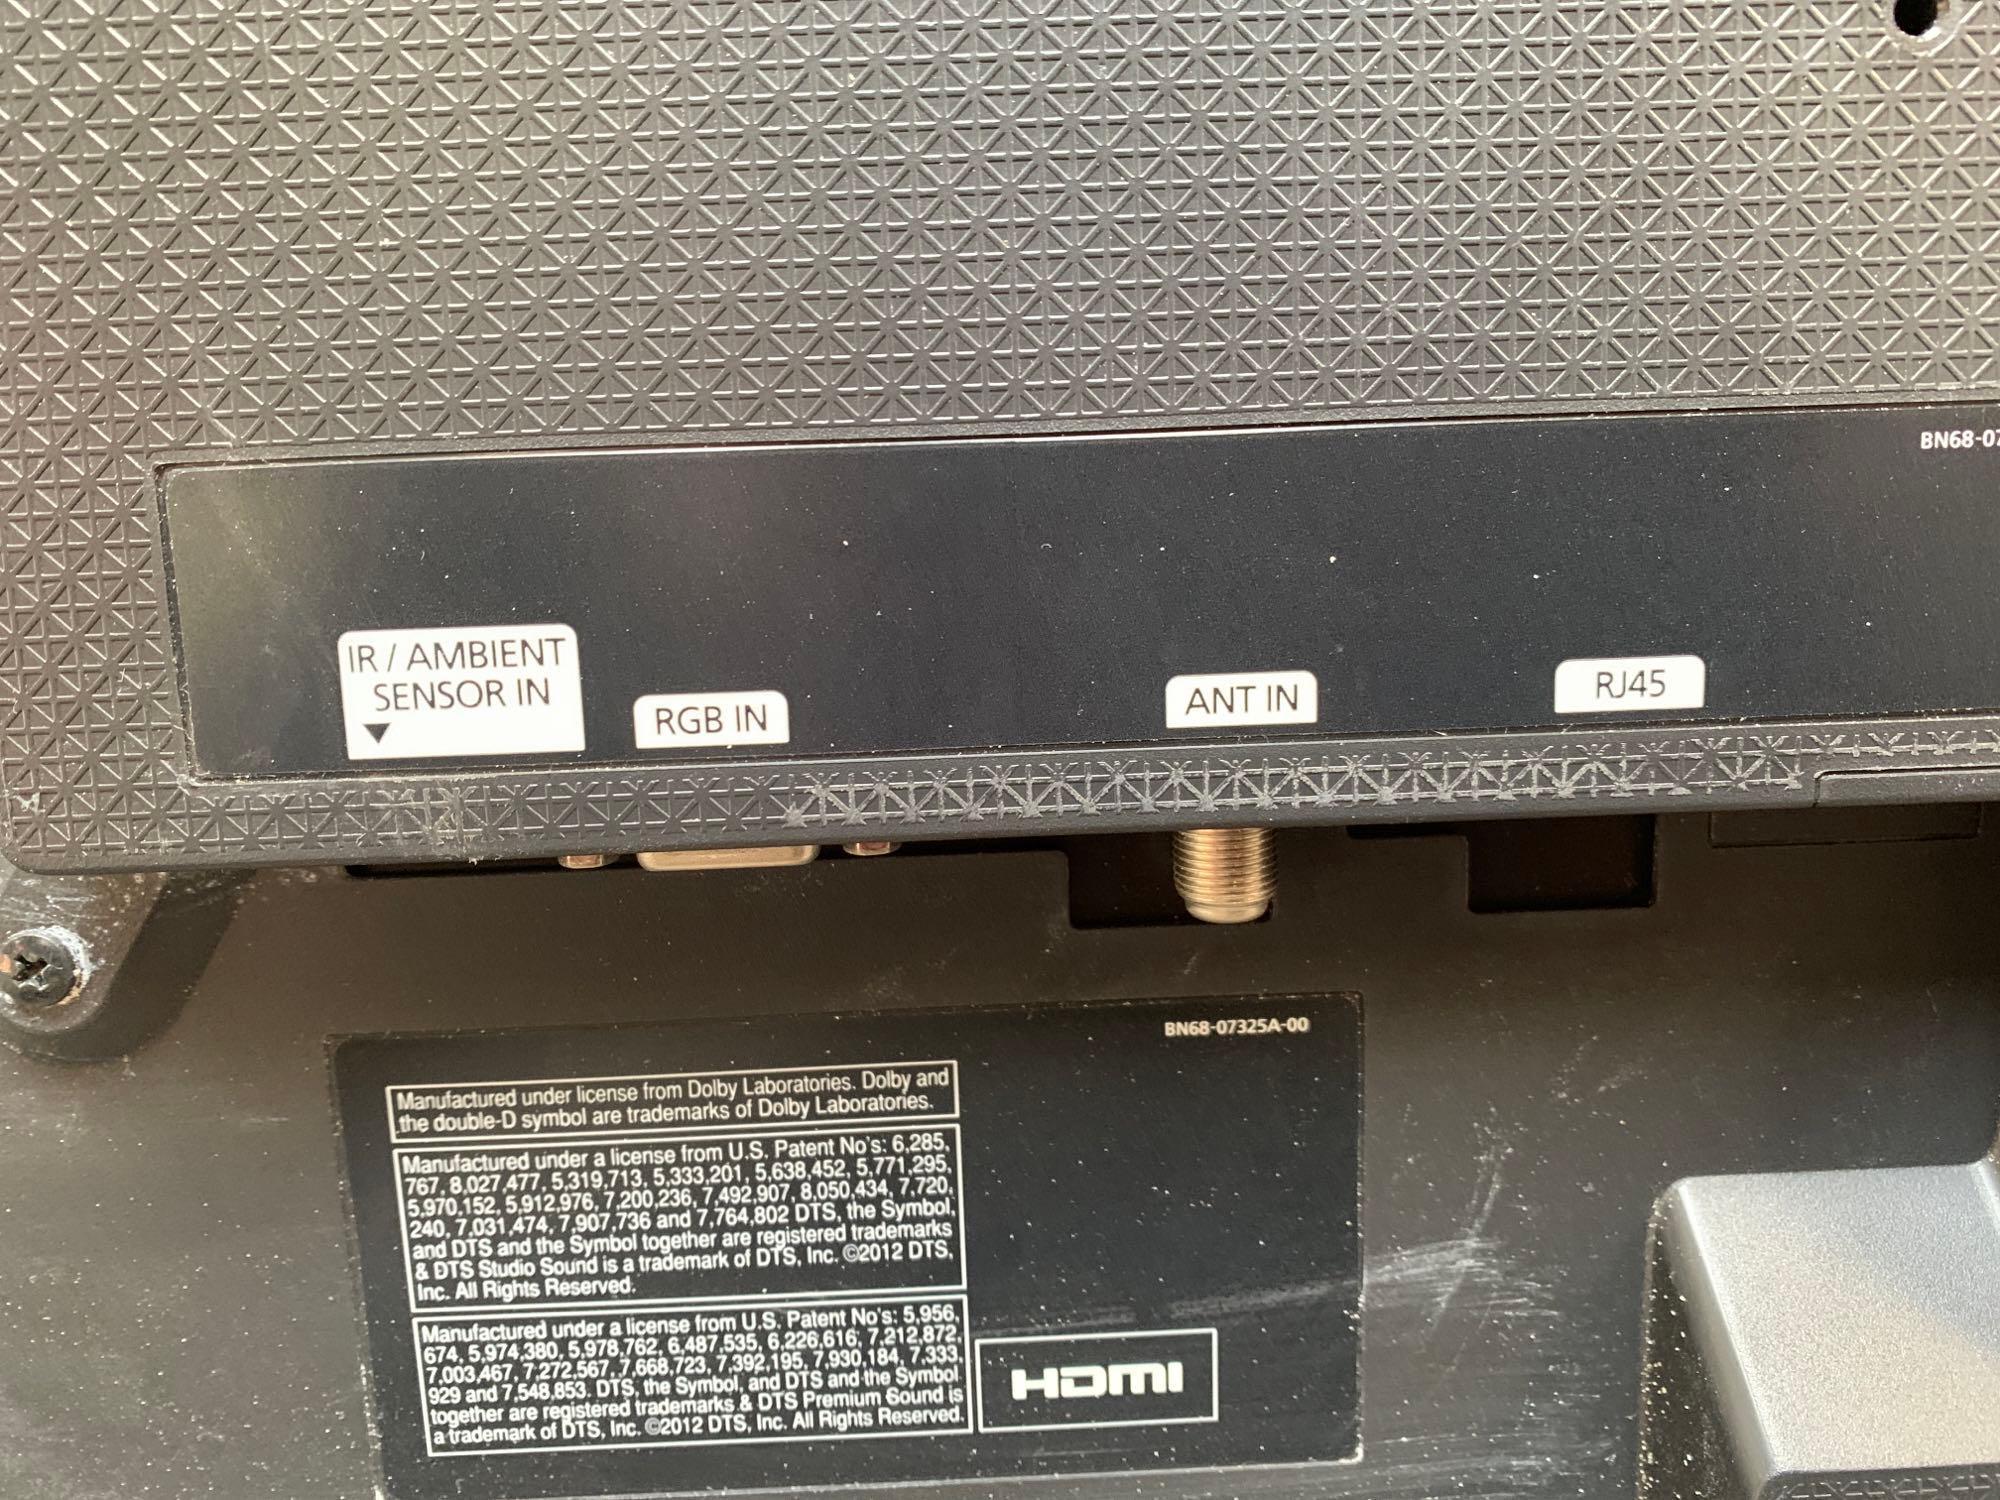 BN68-07
IR / AMBIENT
SENSOR IN
RGB IN
ANT IN
RJ45
BN68-07325A-00
Manufactured under license from Dolby Laboratories. Dolby and
the double-D symbol are trademarks of Dolby Laboratories.
Manufactured under a license from U.S. Patent No's: 6,285,
767, 8,027,477, 5,319,713, 5,333,201, 5,638,452, 5,771,295,
5,970,152, 5,912,976, 7,200,236, 7,492,907, 8,050,434, 7,720,
240, 7,031,474, 7,907,736 and 7,764,802 DTS, the Symbol,
and DTS and the Symbol together are registered trademarks
& DTS Studio Sound is a trademark of DTS, Inc. ©2012 DTS,
Inc. All Rights Reserved.
Manufactured under a license from U.S. Patent No's: 5,956,
674, 5,974,380, 5,978,762, 6,487,535, 6,226,616, 7,212,872,
7,003,467, 7,272,567, 7,668,723, 7,392,195, 7,930,184, 7,333,
929 and 7,548,853. DTS, the Symbol, and DTS and the Symbol
together are registered trademarks & DTS Premium Sound is
a trademark of DTS, Inc. ©2012 DTS, Inc. All Rights Reserved.
HDMI